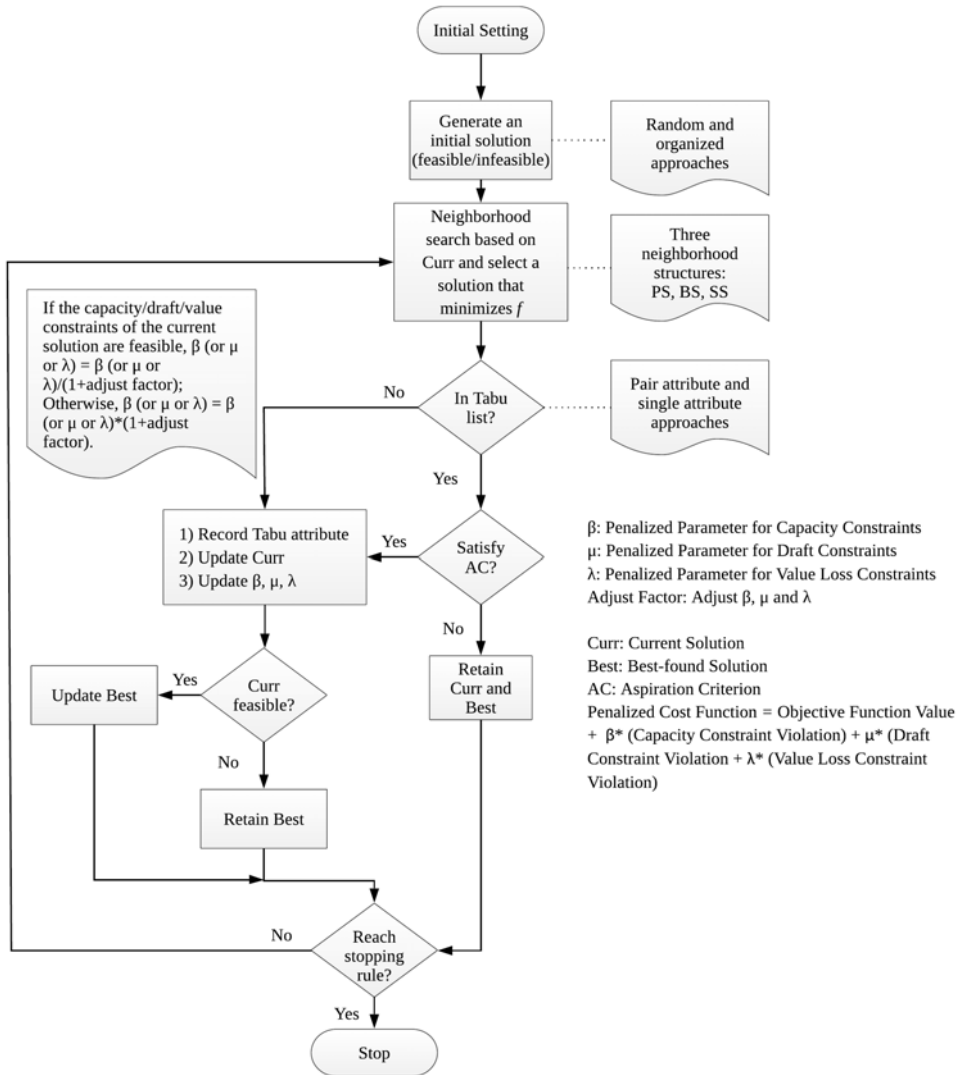 Initial Setting
Generate an
initial solution
(feasible/infeasible)
Random and
organized
approaches
Neighborhood
search based on
Curr and select a
solution that
minimizes f
Three
neighborhood
structures:
PS, BS, SS
If the capacity/draft/value
constraints of the current
solution are feasible, β (or μ
or λ) = β (or μ or
λ)/(1+adjust factor);
Otherwise, β (or μ or λ) = β
(or μ or λ)*(1+adjust
factor).
No
In Tabu
list?
Pair attribute and
single attribute
approaches
Yes
1) Record Tabu attribute
2) Update Curr
3) Update β, μ, λ
Yes
Satisfy
AC?
β: Penalized Parameter for Capacity Constraints
μ: Penalized Parameter for Draft Constraints
λ: Penalized Parameter for Value Loss Constraints
Adjust Factor: Adjust β, μ and λ
No
Curr: Current Solution
Best: Best-found Solution
AC: Aspiration Criterion
Penalized Cost Function = Objective Function Value
+ β* (Capacity Constraint Violation) + μ* (Draft
Constraint Violation + λ* (Value Loss Constraint
Violation)
Update Best
Yes
Curr
feasible?
Retain
Curr and
Best
No
Retain Best
No
Reach
stopping
rule?
Yes
Stop